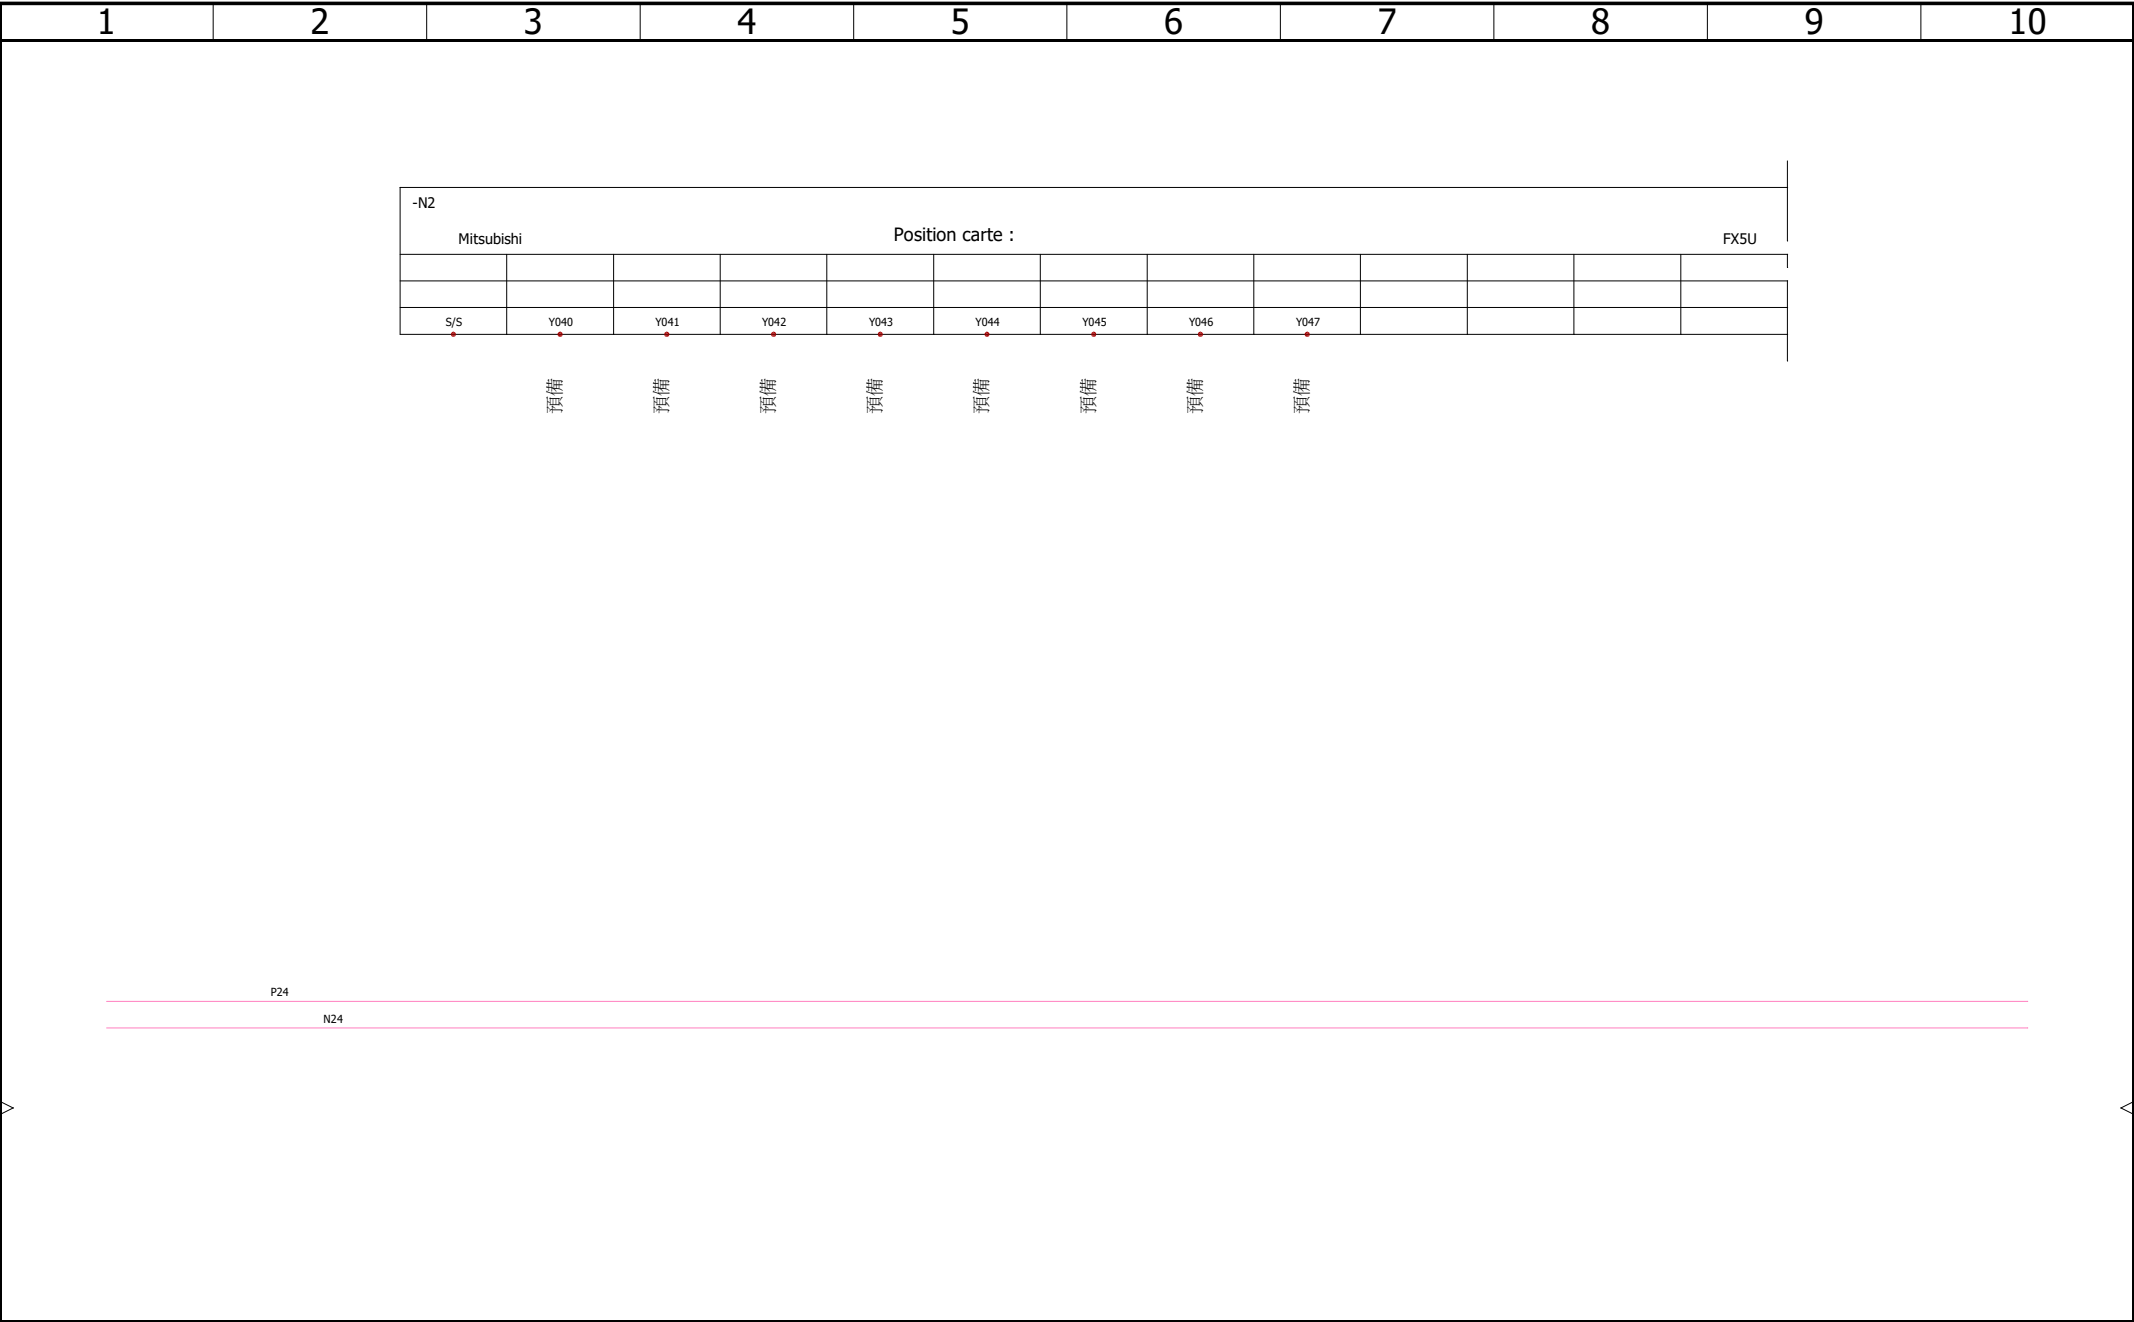 1 2 3 4 5 6 7 8 9 10
-N2
Mitsubishi Position carte : FX5U
S/S Y040 Y041 Y042 Y043 Y044 Y045 Y046 Y047
預備 預備 預備 預備 預備 預備 預備 預備
P24
N24